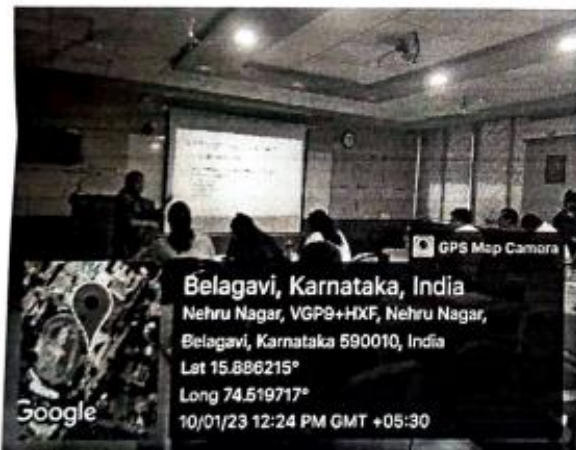 GPS Map Camera
Belagavi, Karnataka, India
Nehru Nagar, VGP9+HXF, Nehru Nagar,
Belagavi, Karnataka 590010, India
Lat 15.886215°
Long 74.519717°
10/01/23 12:24 PM GMT +05:30
Google